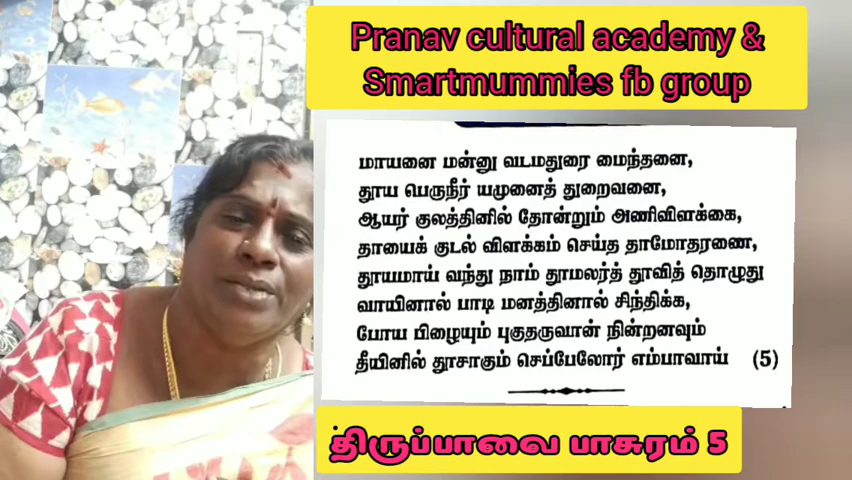 Pranav cultural academy &
Smartmummies fb group
மாயனை மன்னு வடமதுரை மைந்தனை,
தூய பெருநீர் யமுனைத் துறைவனை,
ஆயர் குலத்தினில் தோன்றும் அணிவிளக்கை,
தாயைக் குடல் விளக்கம் செய்த தாமோதரணை,
தூயமாய் வந்து நாம் தூமலர்த் தூவித் தொழுது
வாயினால் பாடி மனத்தினால் சிந்திக்க,
போய பிழையும் புகுதருவான் நின்றனவும்
தீயினில் தூசாகும் செப்பேலோர் எம்பாவாய் (5)
திருப்பாவை பாசுரம் 5